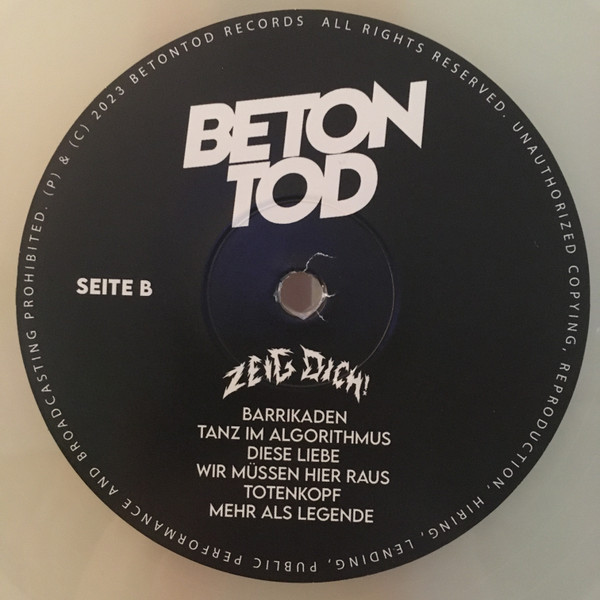 (P) & (C) 2023 BETONTOD RECORDS ALL RIGHTS RESERVED. UNAUTHORIZED COPYING, REPRODUCTION, HIRING, LENDING, PUBLIC PERFORMANCE AND BROADCASTING PROHIBITED.
BETON
TOD
SEITE B
ZEIG DICH!
BARRIKADEN
TANZ IM ALGORITHMUS
DIESE LIEBE
WIR MÜSSEN HIER RAUS
TOTENKOPF
MEHR ALS LEGENDE